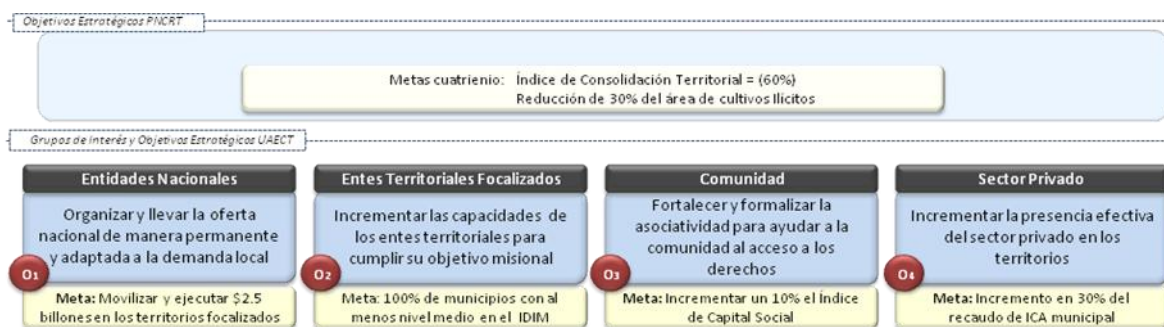 Objetivos Estratégicos PNCRT
Metas cuatrienio: Índice de Consolidación Territorial = (60%)
Reducción de 30% del área de cultivos Ilícitos
Grupos de Interés y Objetivos Estratégicos UAECT
Entidades Nacionales
Organizar y llevar la oferta
nacional de manera permanente
y adaptada a la demanda local
O1
Meta: Movilizar y ejecutar $2.5
billones en los territorios focalizados
Entes Territoriales Focalizados
Incrementar las capacidades de
los entes territoriales para
cumplir su objetivo misional
O2
Meta: 100% de municipios con al
menos nivel medio en el IDIM
Comunidad
Fortalecer y formalizar la
asociatividad para ayudar a la
comunidad al acceso a los
derechos
O3
Meta: Incrementar un 10% el Índice
de Capital Social
Sector Privado
Incrementar la presencia efectiva
del sector privado en los
territorios
O4
Meta: Incremento en 30% del
recaudo de ICA municipal